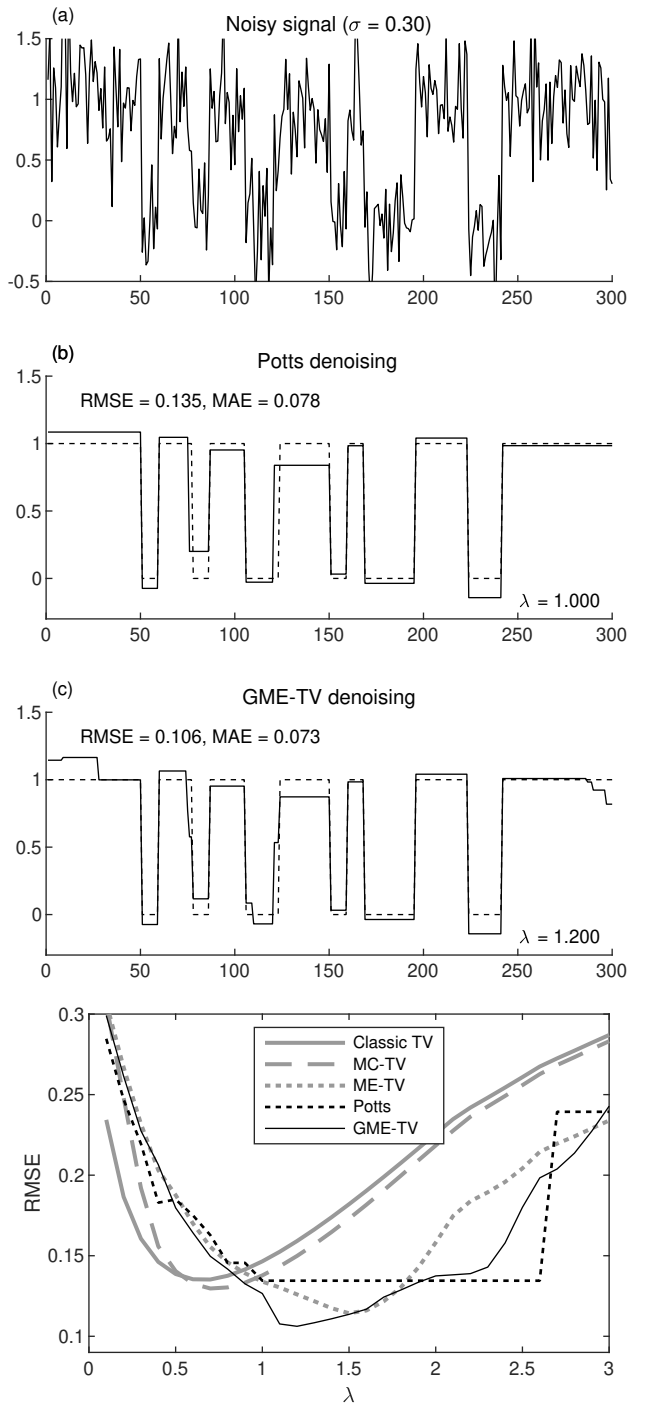 (a)
Noisy signal (σ = 0.30)
1.5
1
0.5
0
-0.5
0 50 100 150 200 250 300
(b)
Potts denoising
1.5
RMSE = 0.135, MAE = 0.078
1
0.5
0
λ = 1.000
0 50 100 150 200 250 300
(c)
GME-TV denoising
1.5
RMSE = 0.106, MAE = 0.073
1
0.5
0
λ = 1.200
0 50 100 150 200 250 300
0.3
Classic TV
MC-TV
ME-TV
Potts
GME-TV
0.25
0.2
RMSE
0.15
0.1
0 0.5 1 1.5 2 2.5 3
λ